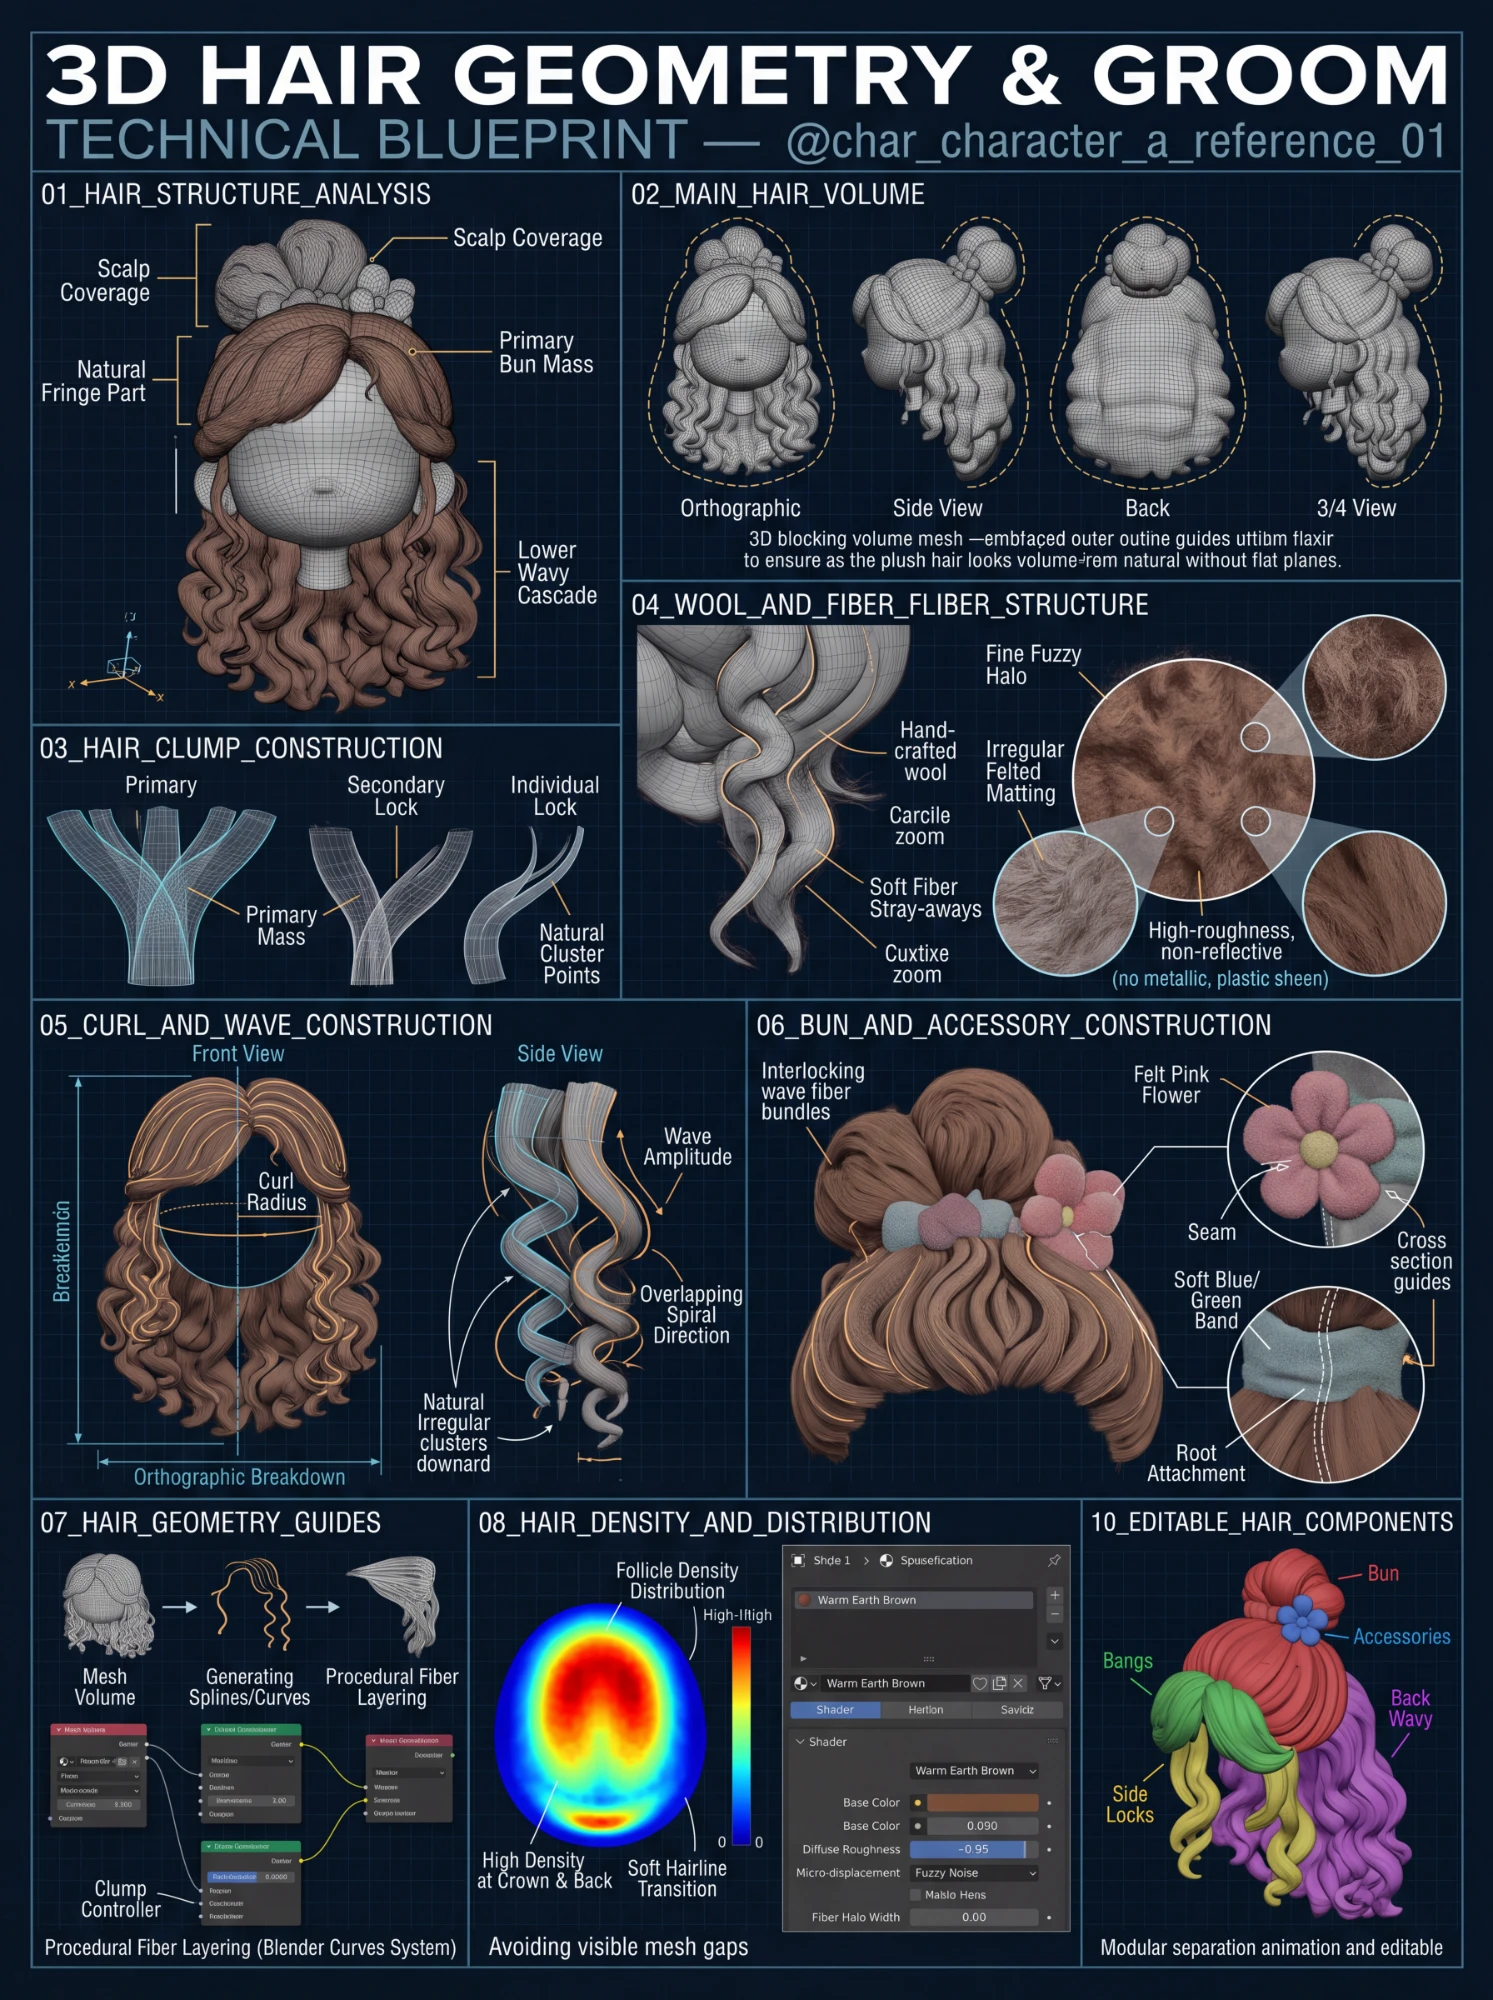 3D HAIR GEOMETRY & GROOM
TECHNICAL BLUEPRINT — @char_character_a_reference_01
01_HAIR_STRUCTURE_ANALYSIS
Scalp Coverage
Scalp
Coverage
Primary
Bun Mass
Natural
Fringe Part
Lower
Wavy
Cascade
x
x
02_MAIN_HAIR_VOLUME
Orthographic
Side View
Back
3/4 View
3D blocking volume mesh —embfaçed outer outine guides uttibm flaxir
to ensure as the plush hair looks volume-rem natural without flat planes.
03_HAIR_CLUMP_CONSTRUCTION
Primary
Secondary
Lock
Individual
Lock
Primary
Mass
Natural
Cluster
Points
04_WOOL_AND_FIBER_FLIBER_STRUCTURE
Fine Fuzzy
Halo
Hand-
crafted
wool
Irregular
Felted
Matting
Carcile
zoom
Soft Fiber
Stray-aways
Cuxtixe
zoom
High-roughness,
non-reflective
(no metallic, plastic sheen)
05_CURL_AND_WAVE_CONSTRUCTION
Front View
Side View
Curl
Radius
Wave
Amplitude
Overlapping
Spiral
Direction
Natural
Irregular
clusters
downard
Orthographic Breakdown
06_BUN_AND_ACCESSORY_CONSTRUCTION
Interlocking
wave fiber
bundles
Felt Pink
Flower
Seam
Cross
section
guides
Soft Blue/
Green
Band
Root
Attachment
07_HAIR_GEOMETRY_GUIDES
Mesh
Volume
Generating
Splines/Curves
Procedural Fiber
Layering
Clump
Controller
Procedural Fiber Layering (Blender Curves System)
08_HAIR_DENSITY_AND_DISTRIBUTION
Follicle Density
Distribution
0
0
High Density
at Crown & Back
Soft Hairline
Transition
Avoiding visible mesh gaps
Shde 1
Spuısefication
Warm Earth Brown
Warm Earth Brown
Shader
Hertlon
Savlciz
Shader
Warm Earth Brown
Base Color
Base Color
0.090
Diffuse Roughness
-0.95
Micro-displacement
Fuzzy Noise
Malslo Hens
Fiber Halo Width
0.00
10_EDITABLE_HAIR_COMPONENTS
Bun
Accessories
Bangs
Back
Wavy
Side
Locks
Modular separation animation and editable